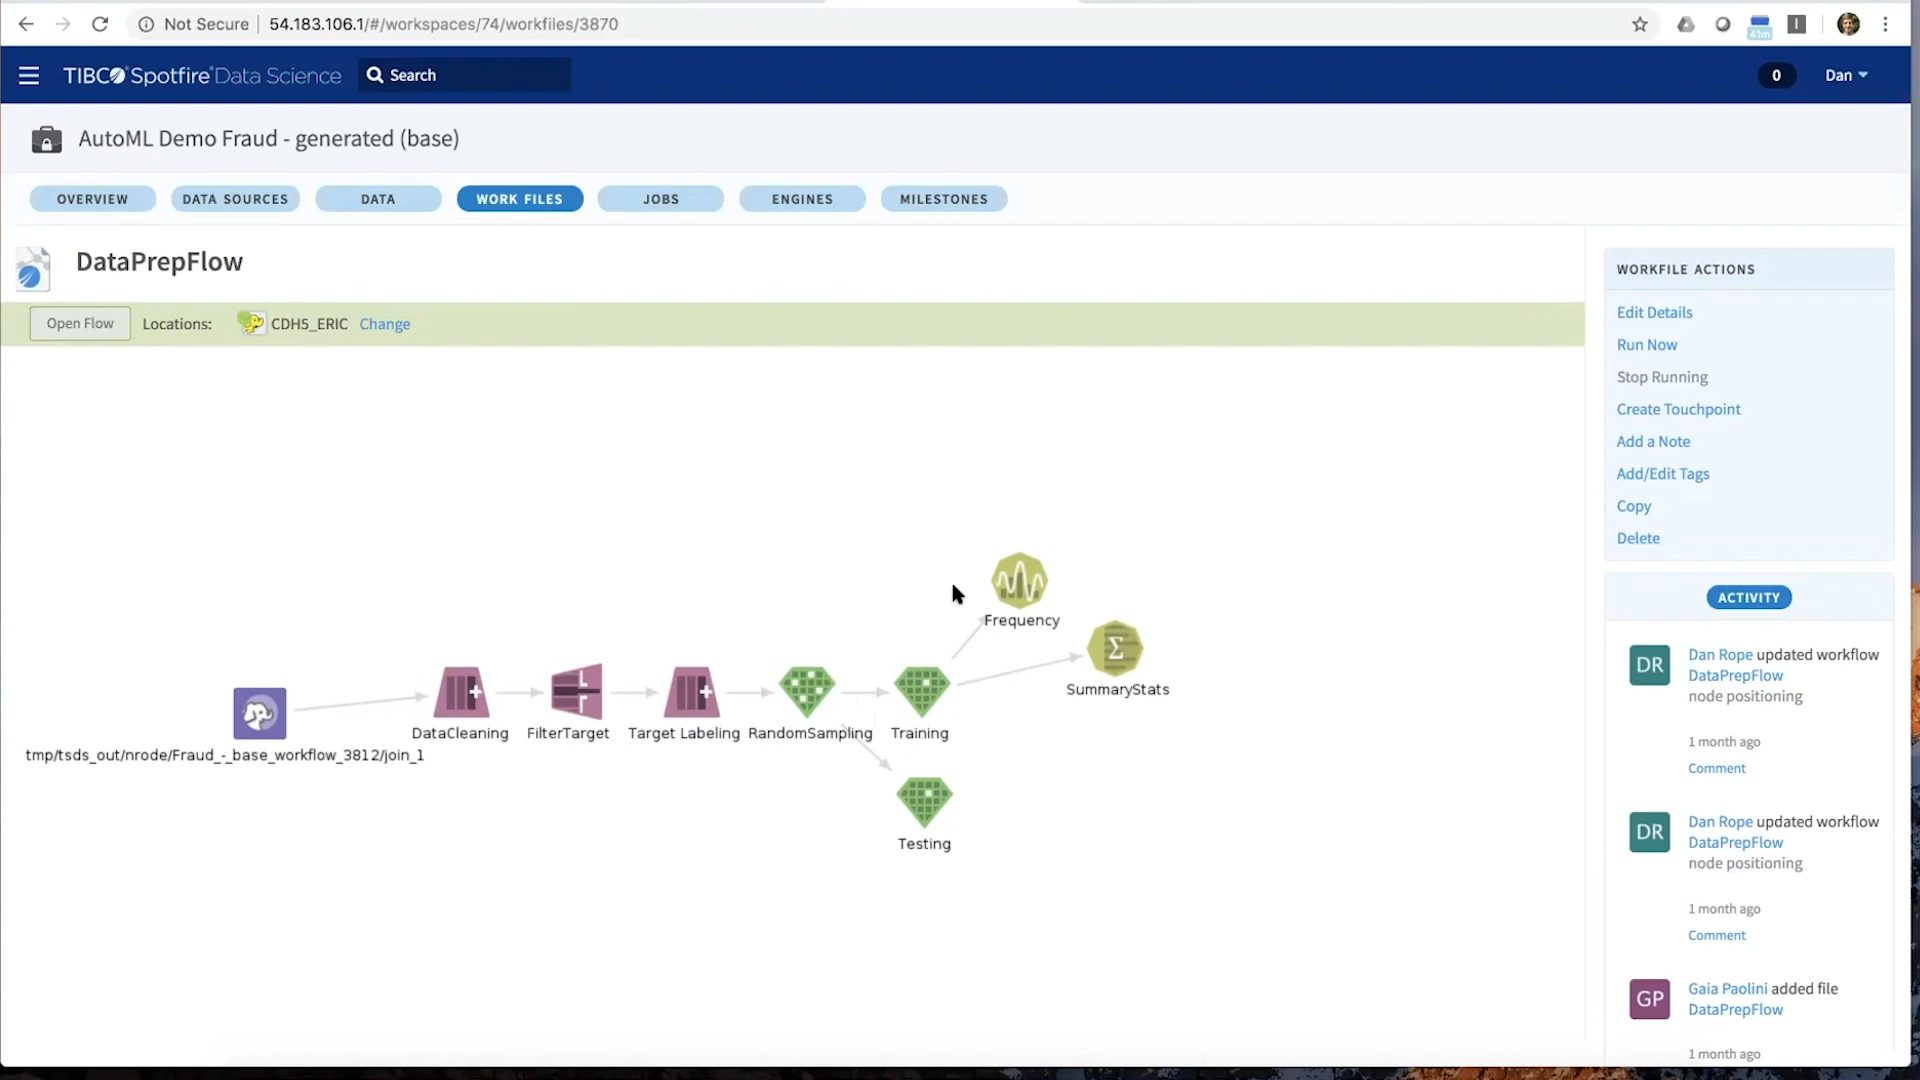 Not Secure 54.183.106.1/#/workspaces/74/workfiles/3870
41m
TIBCO Spotfire Data Science Search 0 Dan
AutoML Demo Fraud - generated (base)
OVERVIEW DATA SOURCES DATA WORK FILES JOBS ENGINES MILESTONES
DataPrepFlow
Open Flow Locations: CDH5_ERIC Change
Frequency
SummaryStats
DataCleaning FilterTarget Target Labeling RandomSampling Training
tmp/tsds_out/nrode/Fraud_-_base_workflow_3812/join_1
Testing
WORKFILE ACTIONS
Edit Details
Run Now
Stop Running
Create Touchpoint
Add a Note
Add/Edit Tags
Copy
Delete
ACTIVITY
DR Dan Rope updated workflow
DataPrepFlow
node positioning
1 month ago
Comment
DR Dan Rope updated workflow
DataPrepFlow
node positioning
1 month ago
Comment
GP Gaia Paolini added file
DataPrepFlow
1 month ago